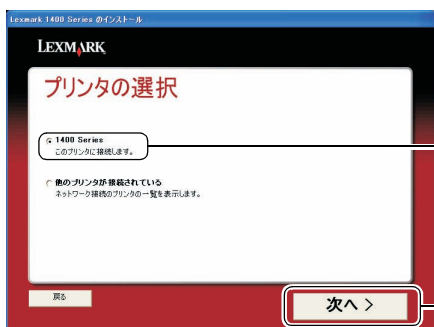 Lexmark 1400 Series のインストール
LEXMARK
プリンタの選択
1400 Series
このプリンタに接続します。
他のプリンタが接続されている
ネットワーク接続のプリンタの一覧を表示します。
戻る
次へ >